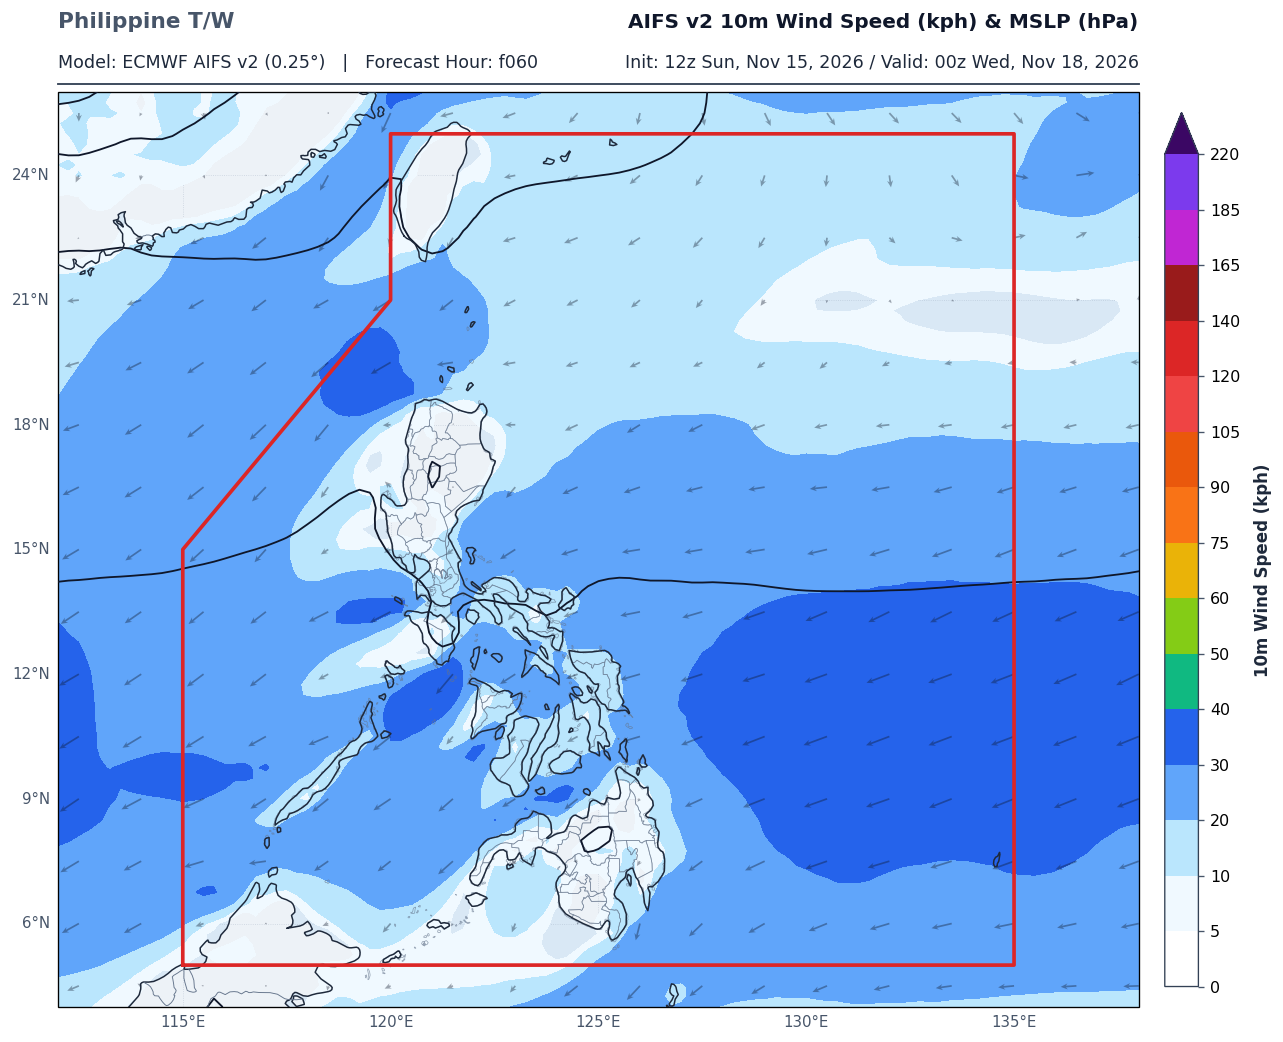 Philippine T/W
AIFS v2 10m Wind Speed (kph) & MSLP (hPa)
Model: ECMWF AIFS v2 (0.25°) | Forecast Hour: f060
Init: 12z Sun, Nov 15, 2026 / Valid: 00z Wed, Nov 18, 2026
24°N
21°N
18°N
15°N
12°N
9°N
6°N
115°E
120°E
125°E
130°E
135°E
220
185
165
140
120
105
90
75
60
50
40
30
20
10
5
0
10m Wind Speed (kph)